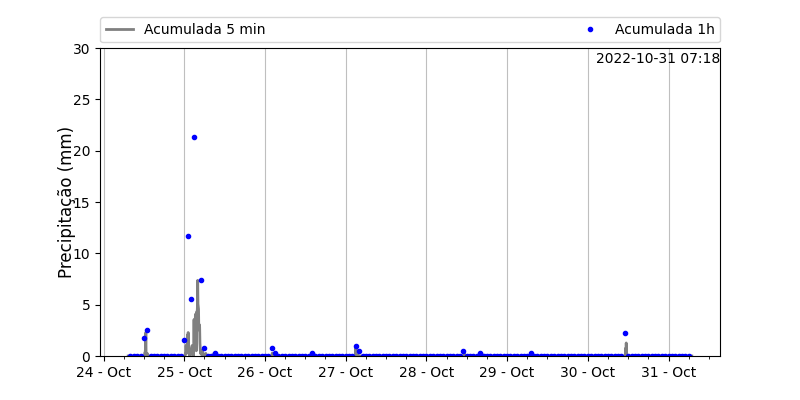 Acumulada 5 min Acumulada 1h
2022-10-31 07:18
Precipitação (mm)
30
25
20
15
10
5
0
24 - Oct 25 - Oct 26 - Oct 27 - Oct 28 - Oct 29 - Oct 30 - Oct 31 - Oct